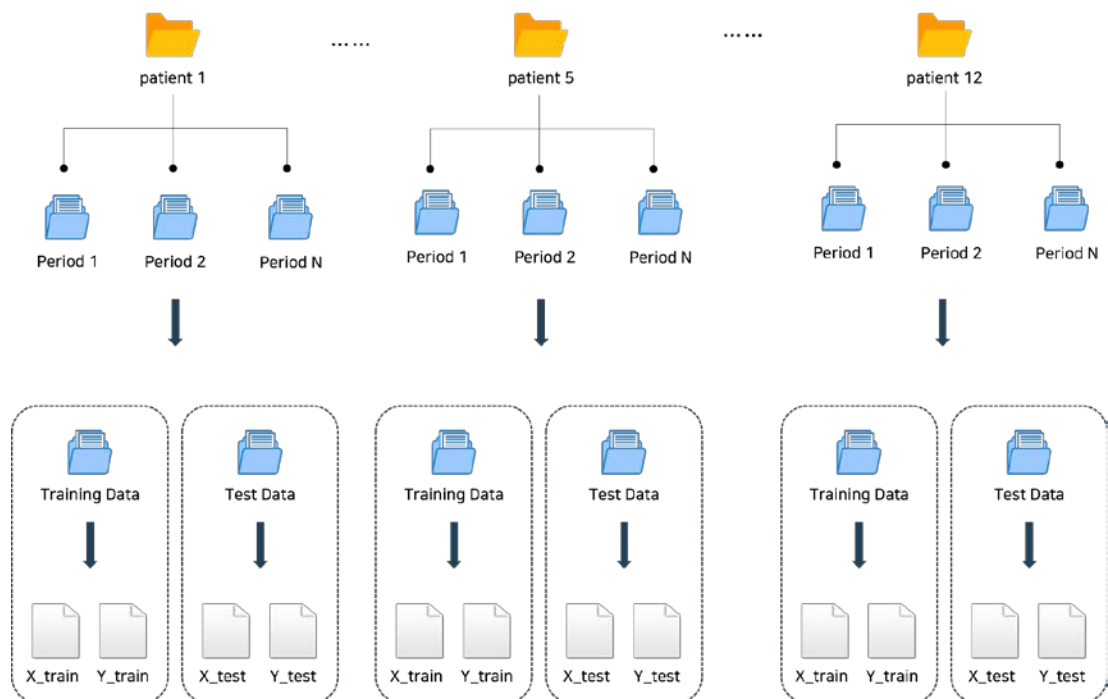 ...... ......
patient 1 patient 5 patient 12
Period 1 Period 2 Period N Period 1 Period 2 Period N Period 1 Period 2 Period N
Training Data Test Data Training Data Test Data Training Data Test Data
X_train Y_train X_test Y_test X_train Y_train X_test Y_test X_train Y_train X_test Y_test